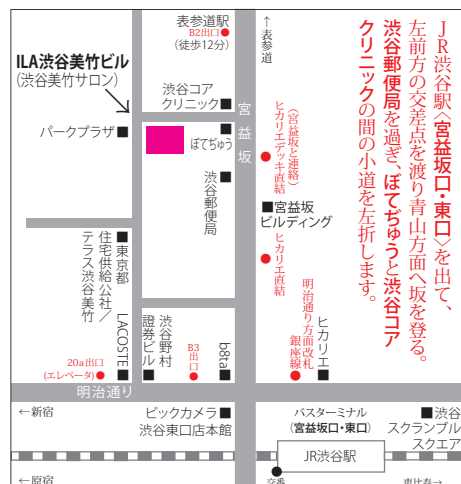 JR渋谷駅〈宮益坂口・東口〉を出て、
左前方の交差点を渡り青山方面へ坂を登る。
渋谷郵便局を過ぎ、ぼてぢゅうと渋谷コア
クリニックの間の小道を左折します。
↑表参道
表参道駅
B2出口●
(徒歩12分)
ILA渋谷美竹ビル
(渋谷美竹サロン)
渋谷コア
クリニック■
宮益坂
パークプラザ■
■
ぼてぢゅう
渋谷郵便局
■
(宮益坂と連絡)
ヒカリエデッキ直結
●
■宮益坂
ビルディング
●ヒカリエ直結
■東京都
住宅供給公社/
テラス渋谷美竹
LACOSTE■
渋谷野村
證券ビル■
B3
出口
●
b8ta■
明治通り方面改札
銀座線●
ヒカリエ■
20a出口
(エレベータ)●
明治通り
←新宿
ビックカメラ■
渋谷東口店本館
バスターミナル
(宮益坂口・東口)
■渋谷
スクランブル
スクエア
JR渋谷駅
←原宿
交番
恵比寿→